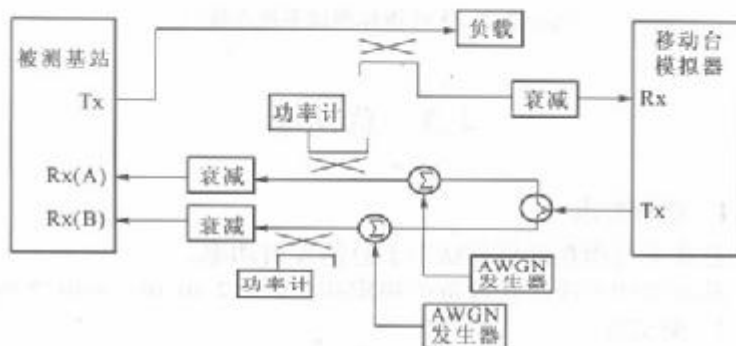 负载
被测基站
移动台
模拟器
Tx
功率计
衰减
Rx
Rx(A)
衰减
Σ
Rx(B)
衰减
Σ
Tx
功率计
AWGN
发生器
AWGN
发生器